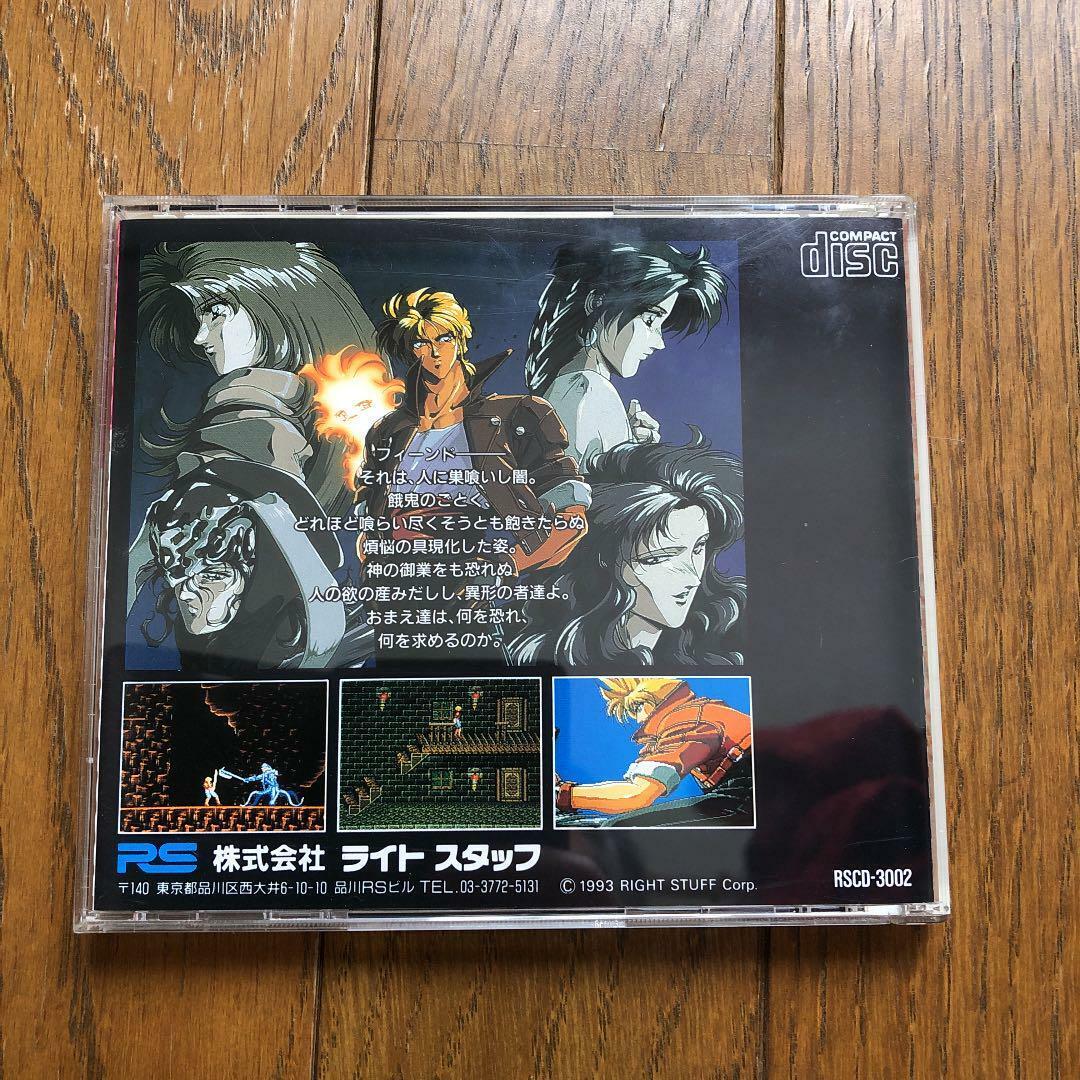 COMPACT
disc
フィーンド――
それは、人に巣喰いし闇。
餓鬼のごとく、
どれほど喰らい尽くそうとも飽きたらぬ
煩悩の具現化した姿。
神の御業をも恐れぬ
人の欲の産みだしし、異形の者達よ。
おまえ達は、何を恐れ、
何を求めるのか。
RS 株式会社 ライト スタッフ
〒140 東京都品川区西大井6-10-10 品川RSビル TEL.03-3772-5131 © 1993 RIGHT STUFF Corp.
RSCD-3002